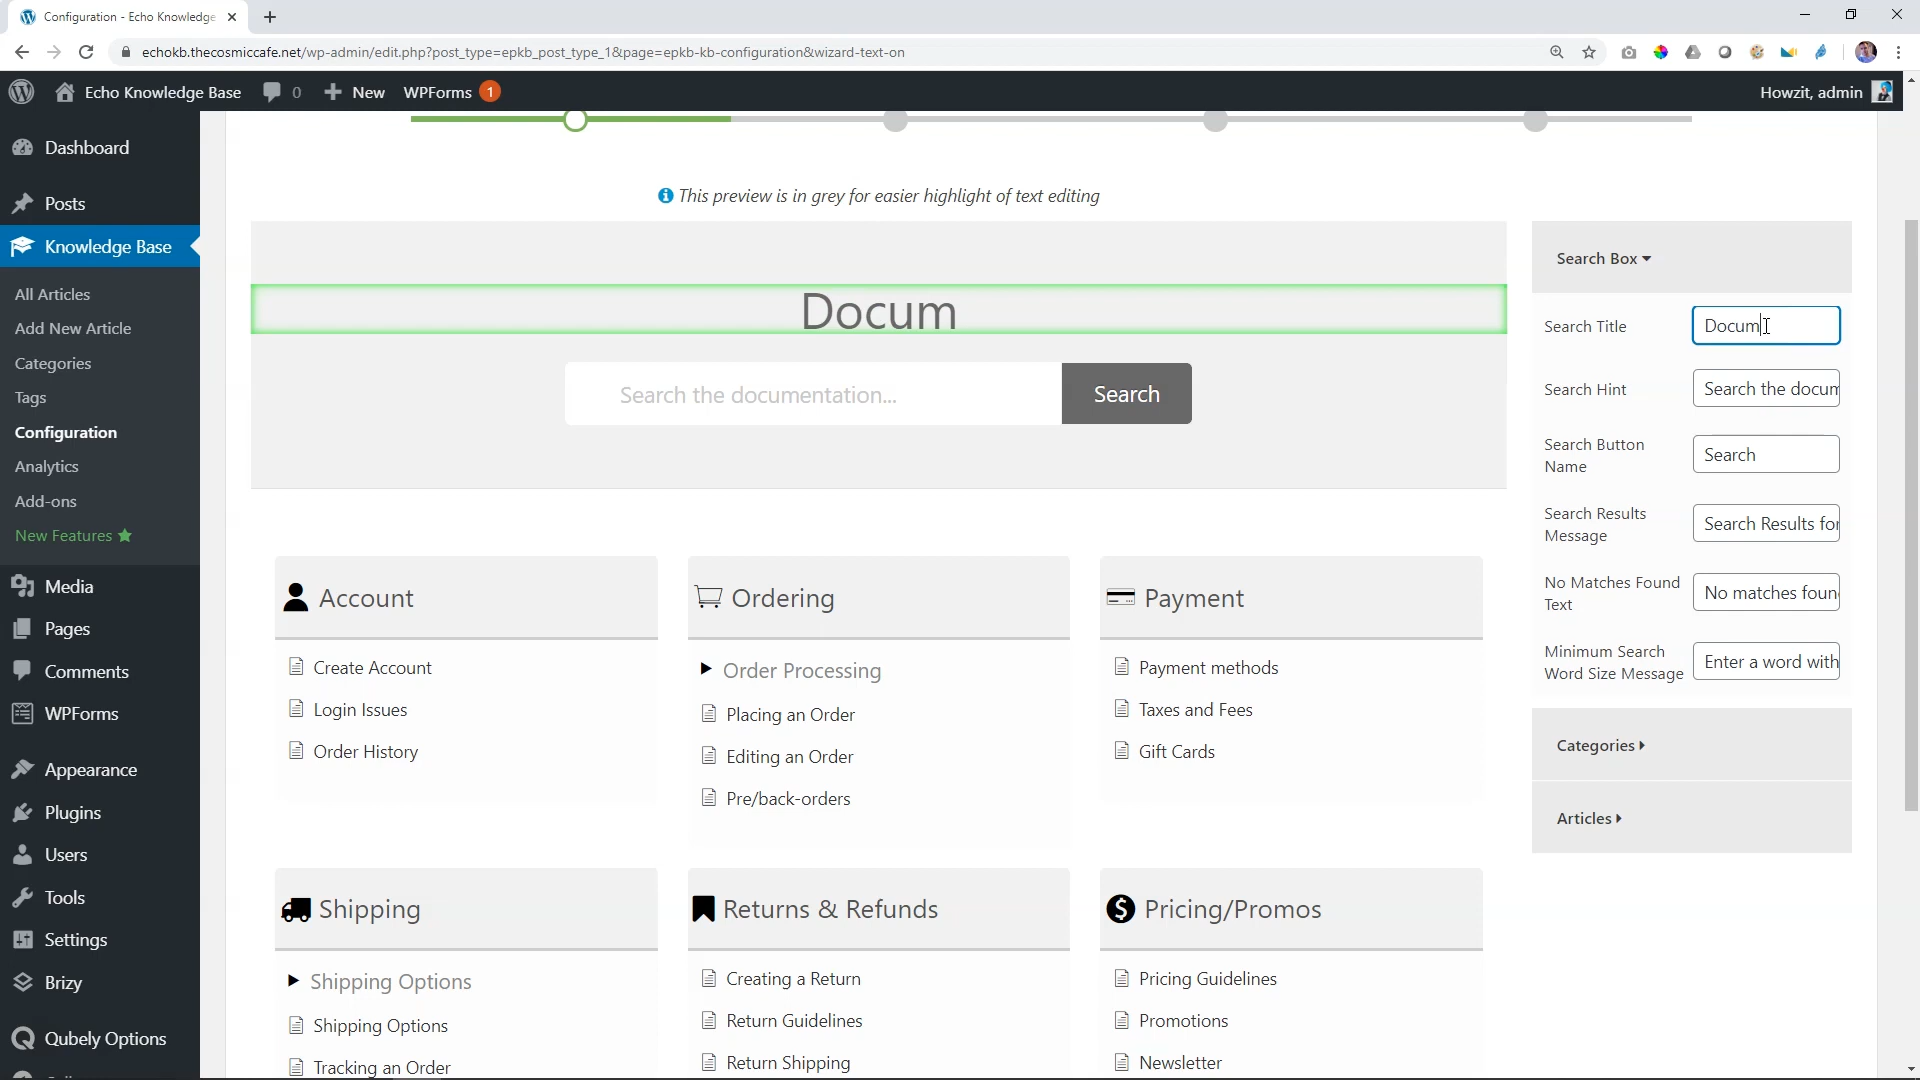 Configuration - Echo Knowledge
echokb.thecosmiccafe.net/wp-admin/edit.php?post_type=epkb_post_type_1&page=epkb-kb-configuration&wizard-text-on
Echo Knowledge Base
0
New
WPForms
1
Howzit, admin
Dashboard
Posts
Knowledge Base
All Articles
Add New Article
Categories
Tags
Configuration
Analytics
Add-ons
New Features
Media
Pages
Comments
WPForms
Appearance
Plugins
Users
Tools
Settings
Brizy
Qubely Options
This preview is in grey for easier highlight of text editing
Docum
Search the documentation...
Search
Account
Create Account
Login Issues
Order History
Ordering
Order Processing
Placing an Order
Editing an Order
Pre/back-orders
Payment
Payment methods
Taxes and Fees
Gift Cards
Shipping
Shipping Options
Shipping Options
Tracking an Order
Returns & Refunds
Creating a Return
Return Guidelines
Return Shipping
Pricing/Promos
Pricing Guidelines
Promotions
Newsletter
Search Box
Search Title
Docum
Search Hint
Search the docum
Search Button
Name
Search
Search Results
Message
Search Results for
No Matches Found
Text
No matches foun
Minimum Search
Word Size Message
Enter a word with
Categories
Articles